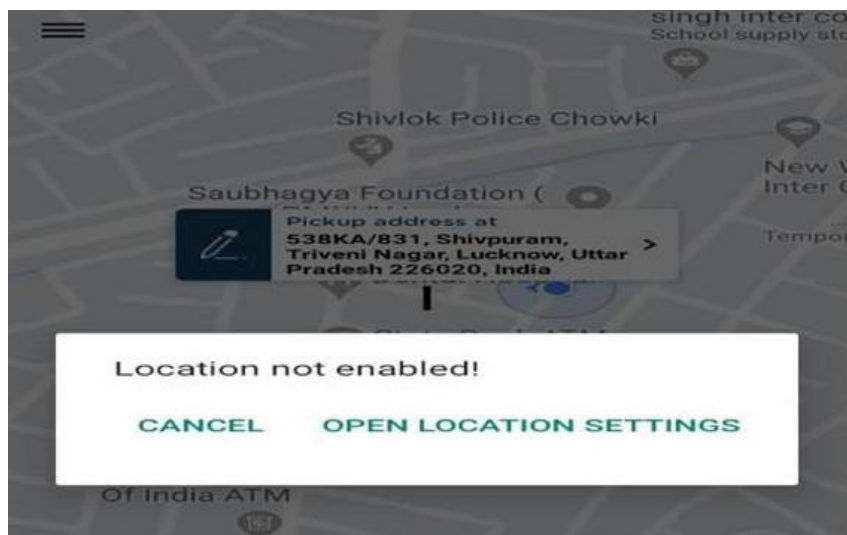 singh inter co
School supply sto
Shivlok Police Chowki
New
Inter
Saubhagya Foundation (
Pickup address at
538KA/831, Shivpuram,
Triveni Nagar, Lucknow, Uttar
Pradesh 226020, India
>
Tempor
ATM
Location not enabled!
CANCEL OPEN LOCATION SETTINGS
Of India ATM